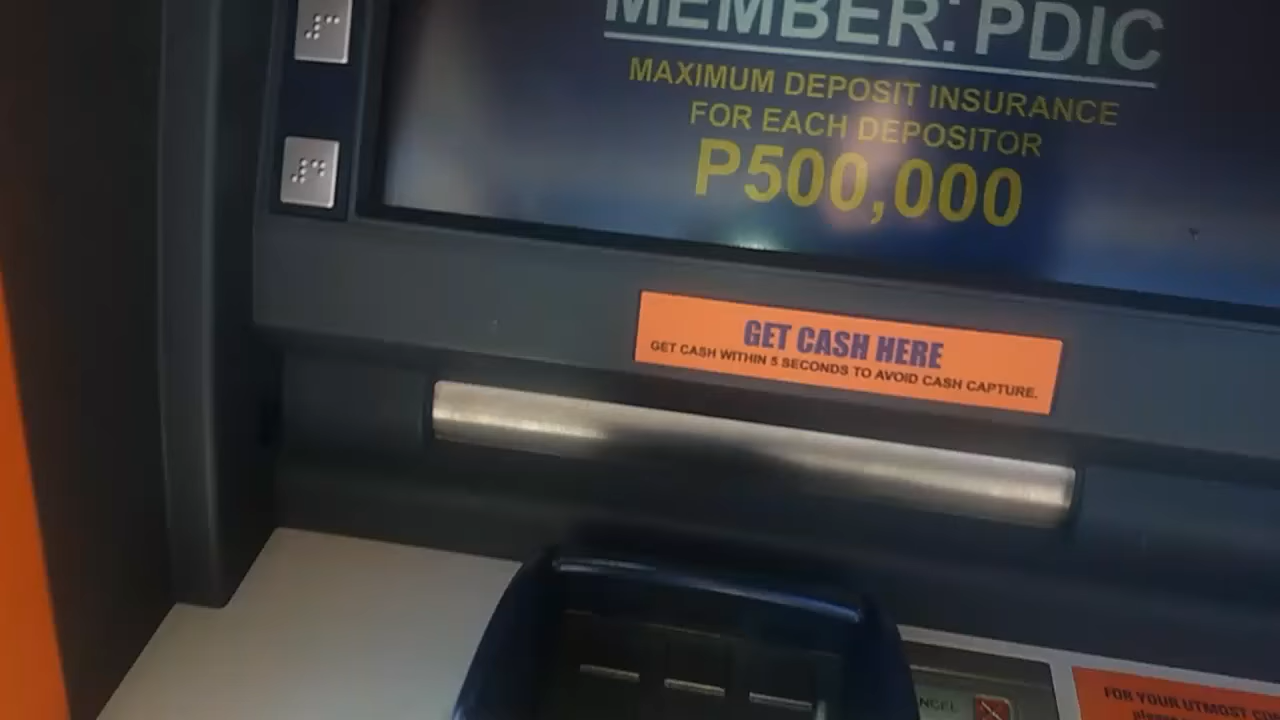 MEMBER: PDIC
MAXIMUM DEPOSIT INSURANCE
FOR EACH DEPOSITOR
P500,000
GET CASH HERE
GET CASH WITHIN 5 SECONDS TO AVOID CASH CAPTURE.
NCEL
FOR YOUR UTMOST